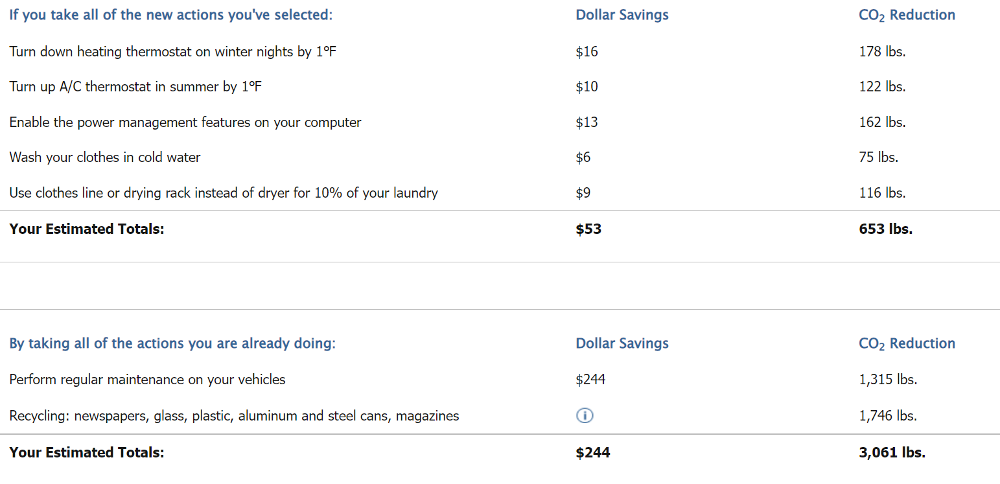 If you take all of the new actions you've selected: Dollar Savings CO₂ Reduction
Turn down heating thermostat on winter nights by 1°F $16 178 lbs.
Turn up A/C thermostat in summer by 1°F $10 122 lbs.
Enable the power management features on your computer $13 162 lbs.
Wash your clothes in cold water $6 75 lbs.
Use clothes line or drying rack instead of dryer for 10% of your laundry $9 116 lbs.
Your Estimated Totals: $53 653 lbs.
By taking all of the actions you are already doing: Dollar Savings CO₂ Reduction
Perform regular maintenance on your vehicles $244 1,315 lbs.
Recycling: newspapers, glass, plastic, aluminum and steel cans, magazines i 1,746 lbs.
Your Estimated Totals: $244 3,061 lbs.